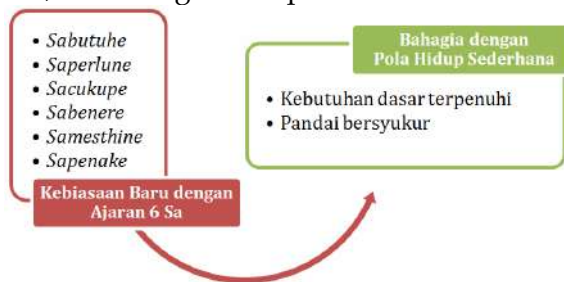 • Sabutuhe
• Saperlune
• Sacukupe
• Sabenere
• Samesthine
• Sapenake
Kebiasaan Baru dengan
Ajaran 6 Sa
Bahagia dengan
Pola Hidup Sederhana
• Kebutuhan dasar terpenuhi
• Pandai bersyukur